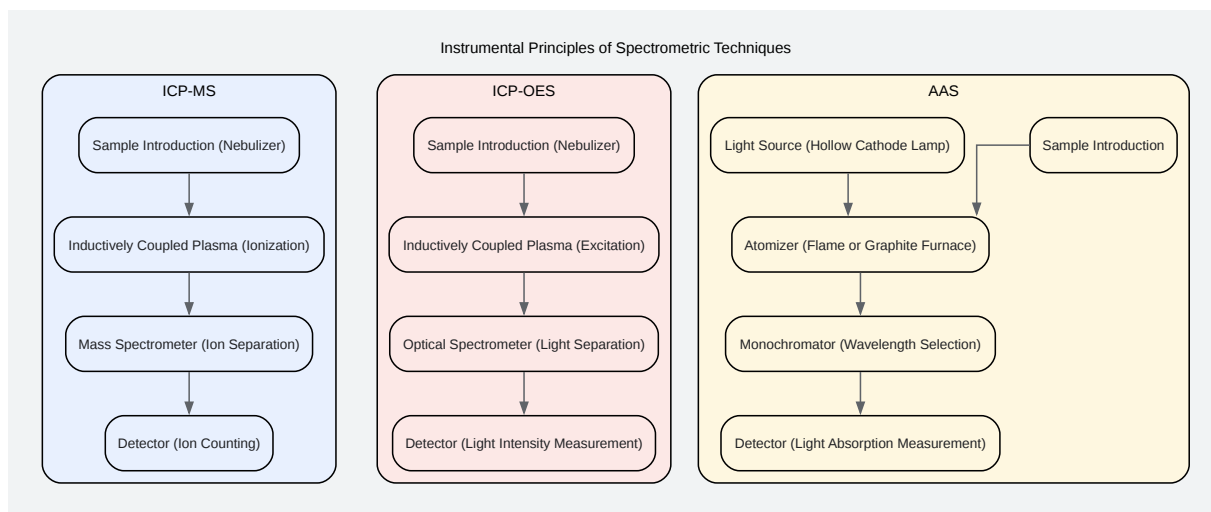 Instrumental Principles of Spectrometric Techniques
ICP-MS
Sample Introduction (Nebulizer)
Inductively Coupled Plasma (Ionization)
Mass Spectrometer (Ion Separation)
Detector (Ion Counting)
ICP-OES
Sample Introduction (Nebulizer)
Inductively Coupled Plasma (Excitation)
Optical Spectrometer (Light Separation)
Detector (Light Intensity Measurement)
AAS
Light Source (Hollow Cathode Lamp)
Sample Introduction
Atomizer (Flame or Graphite Furnace)
Monochromator (Wavelength Selection)
Detector (Light Absorption Measurement)